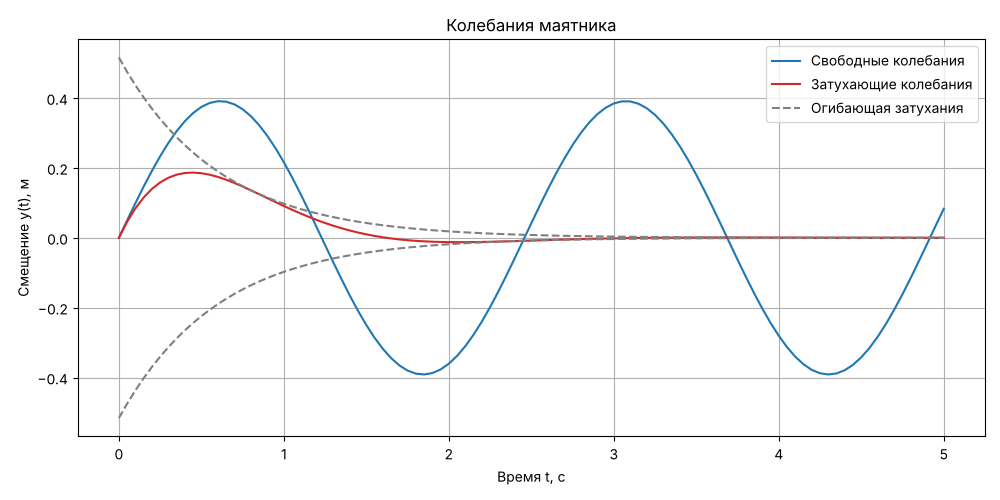 Колебания маятника
Свободные колебания
Затухающие колебания
Огибающая затухания
Смещение y(t), м
0.4
0.2
0.0
−0.2
−0.4
0 1 2 3 4 5
Время t, с